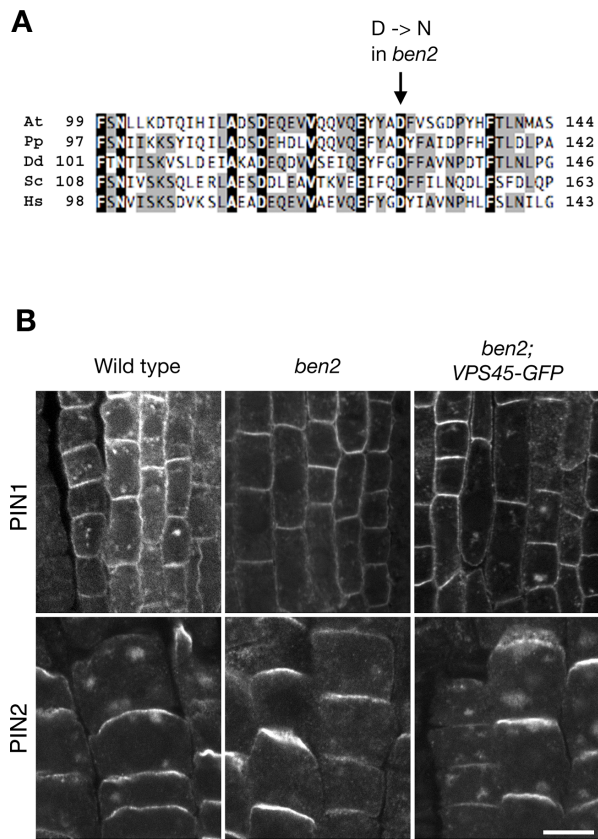 A
D -> N
in ben2
At 99 FSNLLKDTQIHILADSDEQEVVQQVQEYYADFVSGDPYHFTLNMAS 144
Pp 97 FSNIIKKSYIQILADSDEHDLVQQVQEYYADYFAIDPFHFTLDLPA 142
Dd 101 FTNTISKVSLDEIAKADEQDVVSEIQEYFGDFFAVNPDTFTLNLPG 146
Sc 108 FSNIVSKSQLERLAESDDLEAVTKVEEIFQDFFILNQDLFSFDLQP 163
Hs 98 FSNVISKSDVKSLAEADEQEVVAEVQEFYGDYIAVNPHLFSLNILG 143
B
Wild type ben2 ben2;
VPS45-GFP
PIN1
PIN2